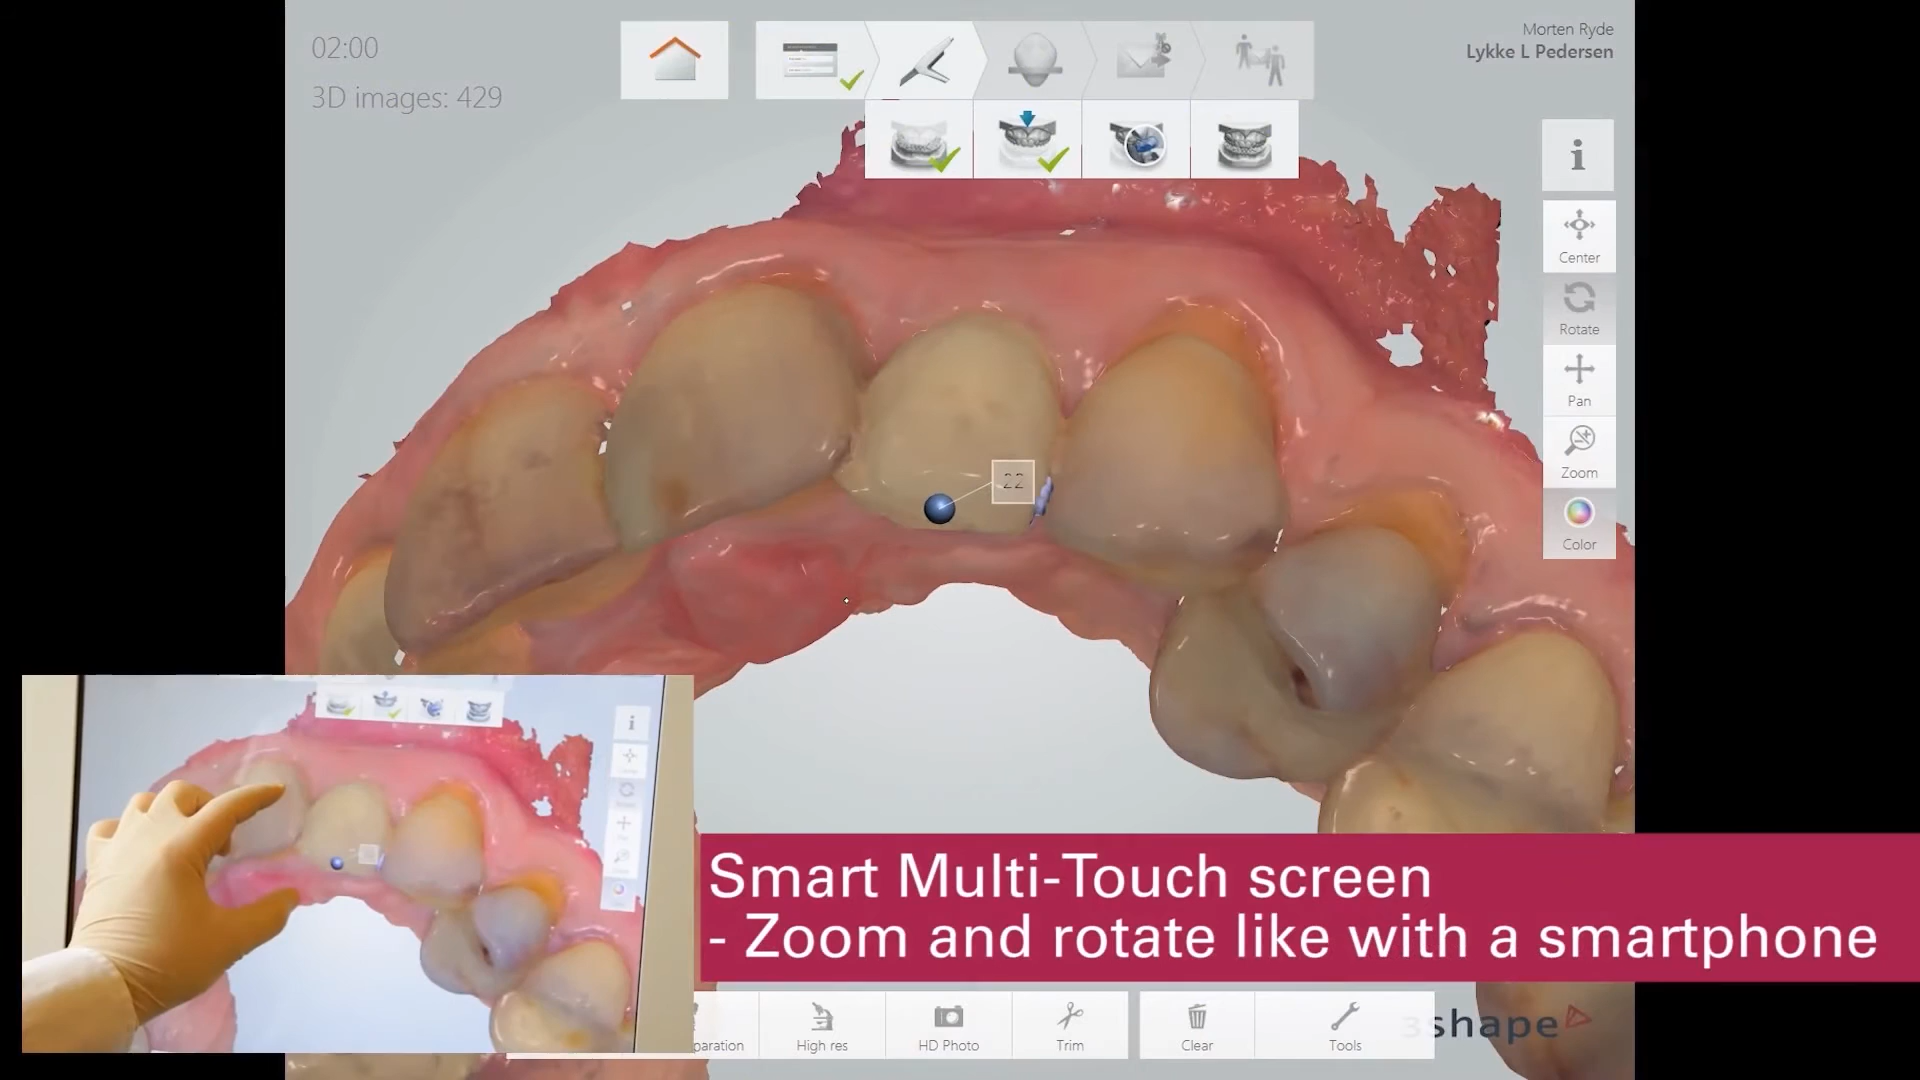 02:00
3D images: 429
Morten Ryde
Lykke L Pedersen
i
Center
Rotate
Pan
Zoom
Color
22
i
Smart Multi-Touch screen
- Zoom and rotate like with a smartphone
paration
High res
HD Photo
Trim
Clear
Tools
3shape